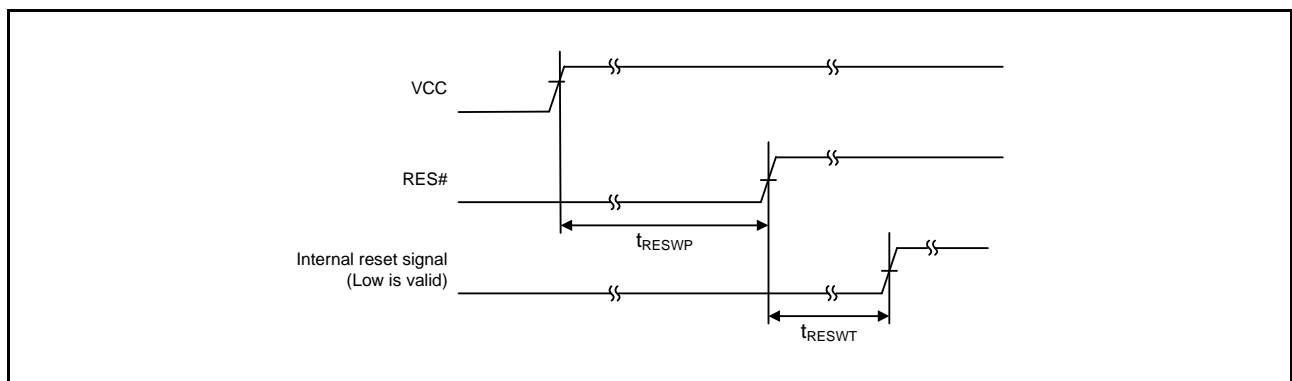 VCC
RES#
tRESWP
Internal reset signal
(Low is valid)
tRESWT